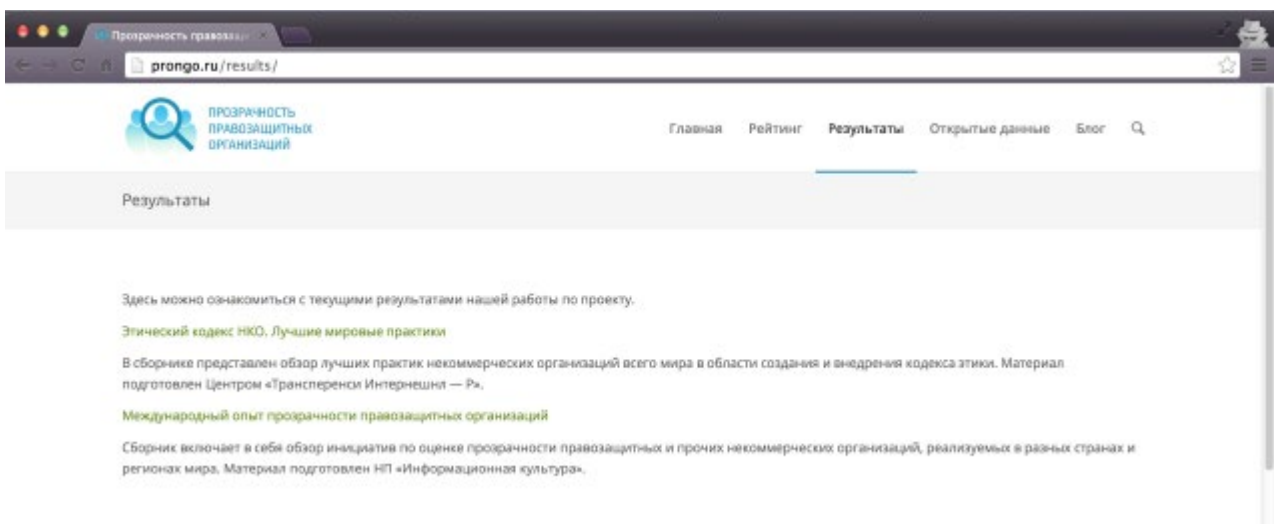 Прозрачность правозащ
prongo.ru/results/
ПРОЗРАЧНОСТЬ
ПРАВОЗАЩИТНЫХ
ОРГАНИЗАЦИЙ
Главная Рейтинг Результаты Открытые данные Блог
Результаты
Здесь можно ознакомиться с текущими результатами нашей работы по проекту.
Этический кодекс НКО. Лучшие мировые практики
В сборнике представлен обзор лучших практик некоммерческих организаций всего мира в области создания и внедрения кодекса этики. Материал
подготовлен Центром «Трансперенси Интернешнл — Р».
Международный опыт прозрачности правозащитных организаций
Сборник включает в себя обзор инициатив по оценке прозрачности правозащитных и прочих некоммерческих организаций, реализуемых в разных странах и
регионах мира. Материал подготовлен НП «Информационная культура».